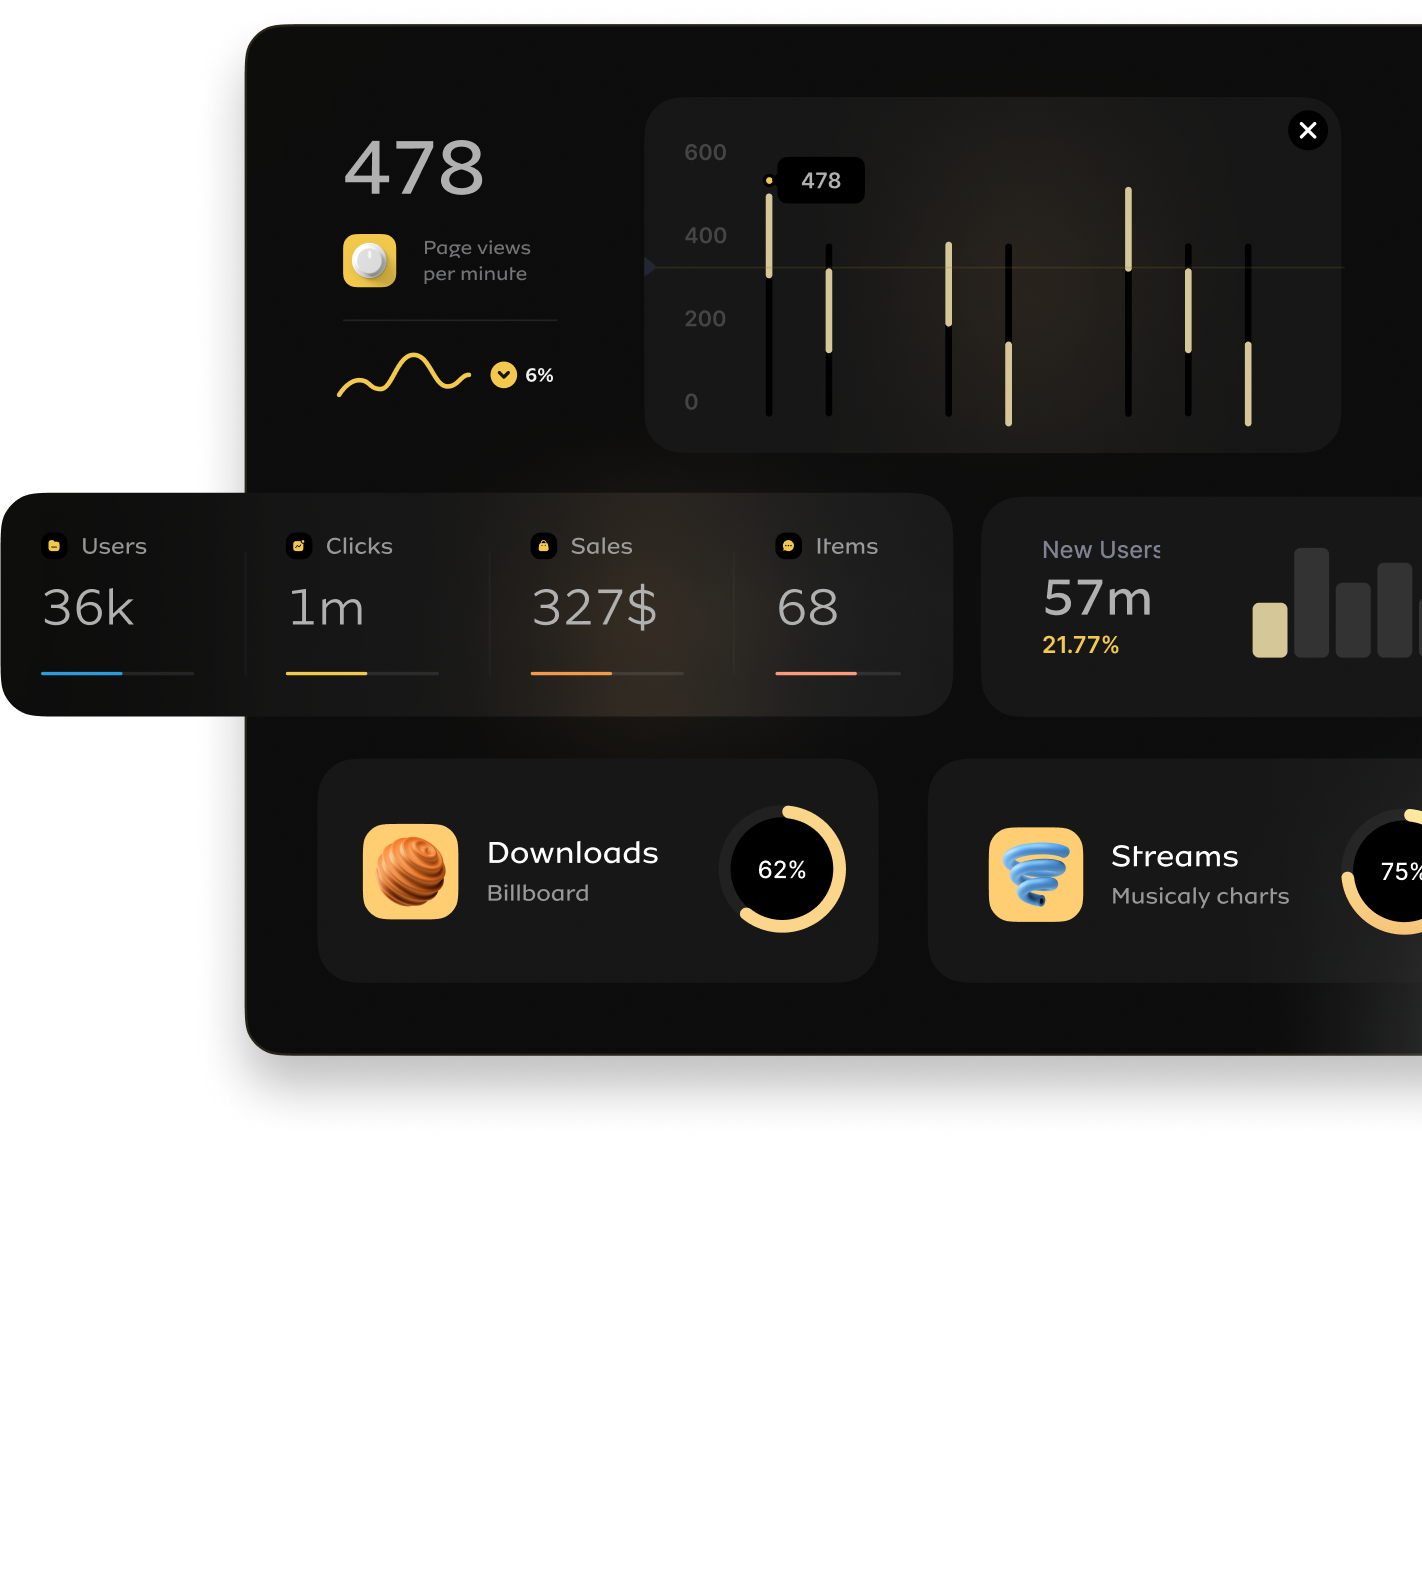 478
Page views
per minute
6%
600
400
200
0
478
Users
36k
Clicks
1m
Sales
327$
Items
68
New Users
57m
21.77%
Downloads
Billboard
62%
Streams
Musicaly charts
75%